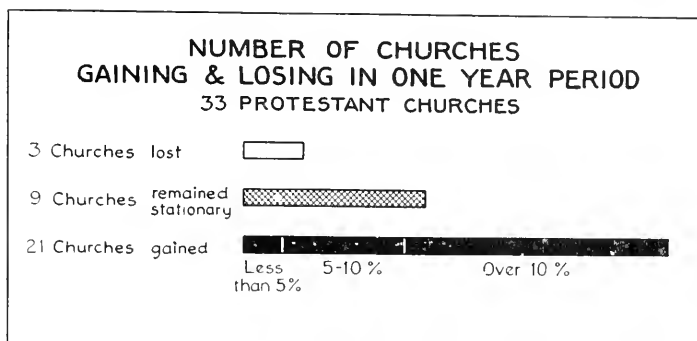 NUMBER OF CHURCHES
GAINING & LOSING IN ONE YEAR PERIOD
33 PROTESTANT CHURCHES
3 Churches lost
9 Churches remained
stationary
21 Churches gained
Less 5-10 % Over 10 %
than 5%